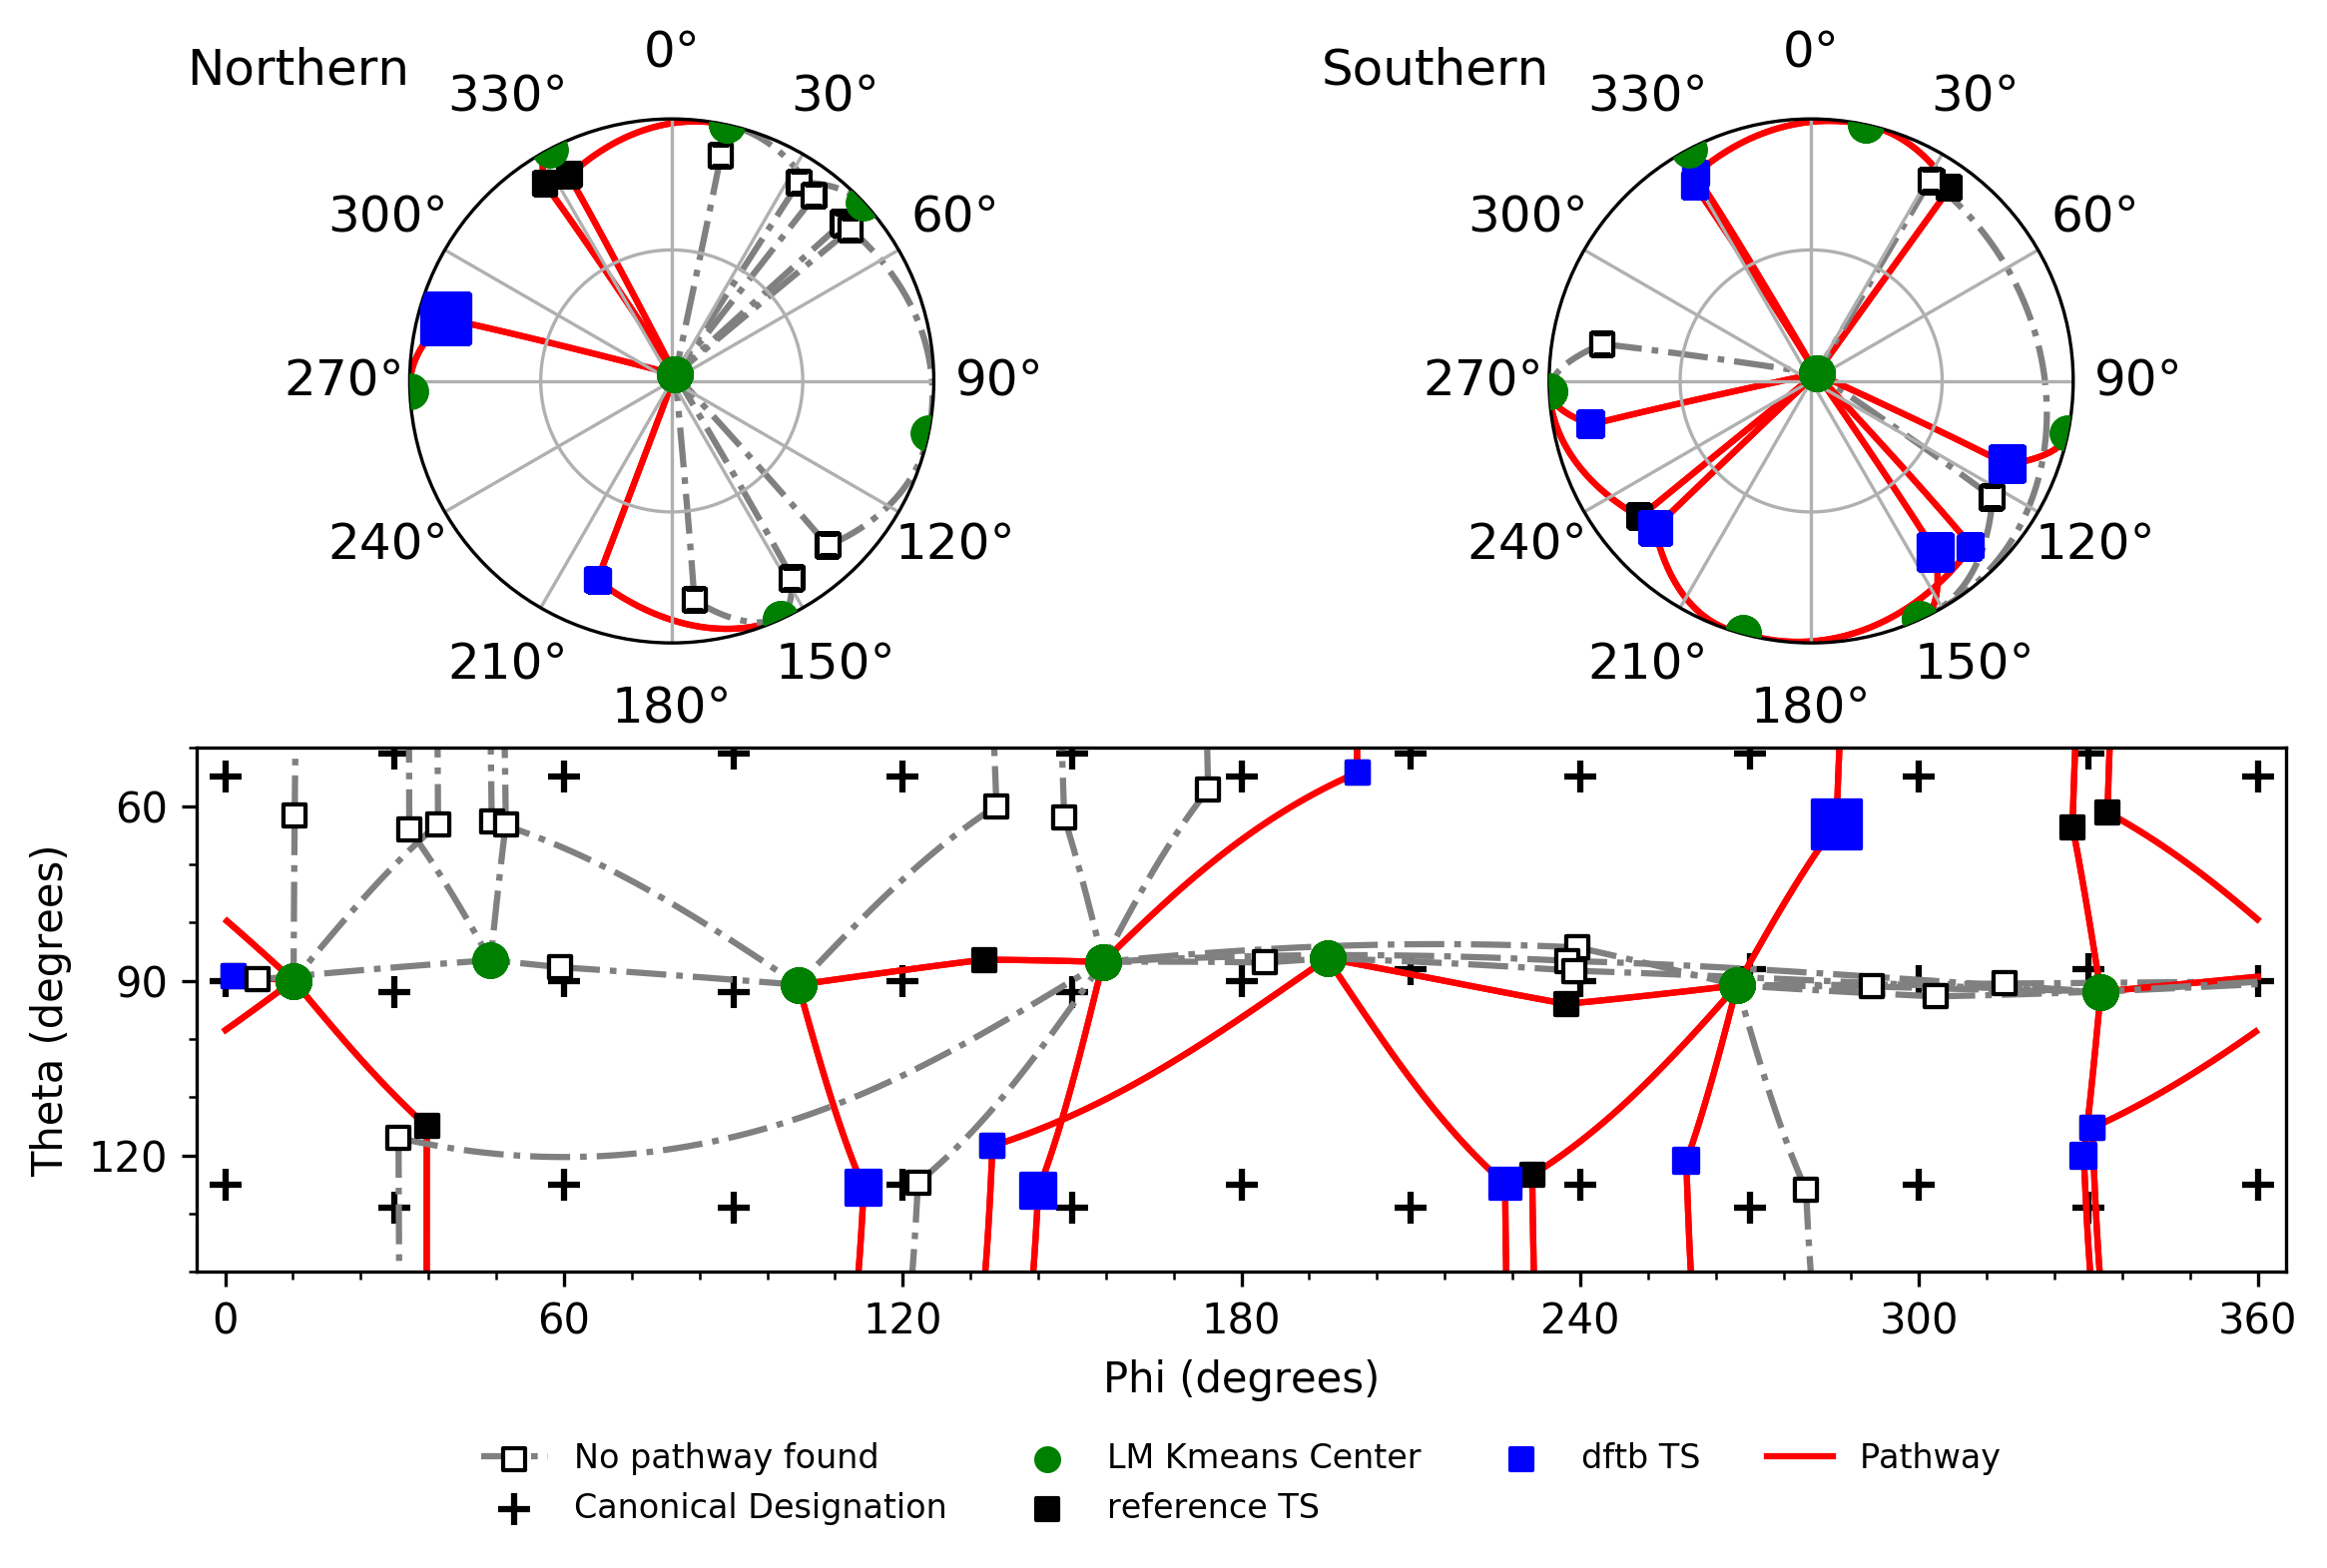 Northern
0°
330°
30°
300°
60°
270°
90°
240°
120°
210°
150°
180°
Southern
0°
330°
30°
300°
60°
270°
90°
240°
120°
210°
150°
180°
Theta (degrees)
60
90
120
0 60 120 180 240 300 360
Phi (degrees)
No pathway found
Canonical Designation
LM Kmeans Center
reference TS
dftb TS
Pathway